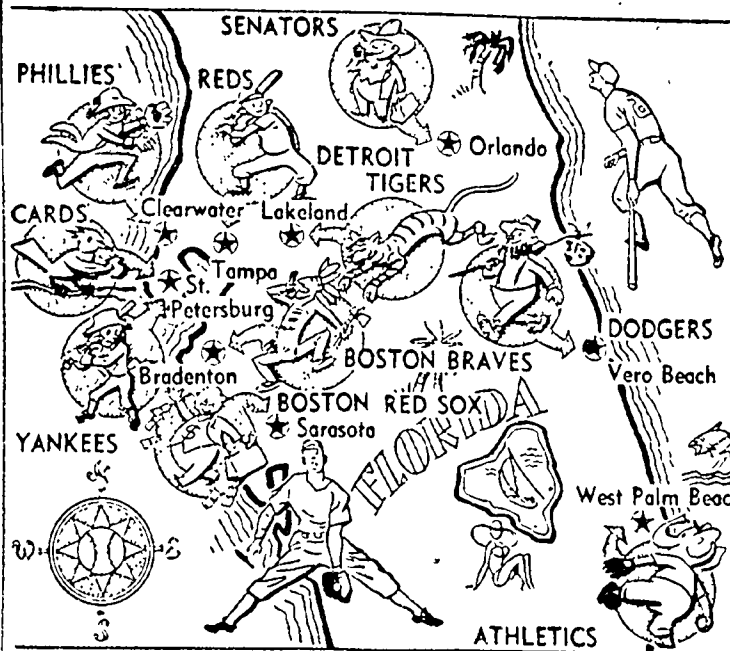 SENATORS
PHILLIES
REDS
Orlando
DETROIT
TIGERS
CARDS
Clearwater
Lakeland
Tampa
St.
Petersburg
DODGERS
BOSTON BRAVES
Vero Beach
Bradenton
BOSTON RED SOX
Sarasota
YANKEES
FLORIDA
West Palm Beac
W
ATHLETICS